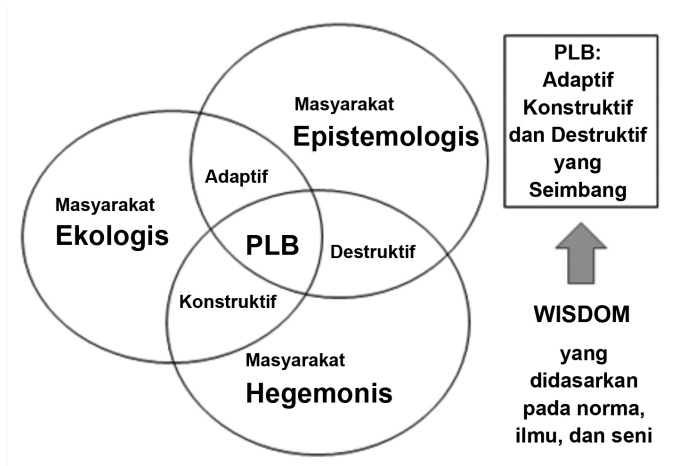 Masyarakat
Epistemologis
Adaptif
Masyarakat
Ekologis
PLB
Destruktif
Konstruktif
Masyarakat
Hegemonis
PLB:
Adaptif
Konstruktif
dan Destruktif
yang
Seimbang
WISDOM
yang
didasarkan
pada norma,
ilmu, dan seni